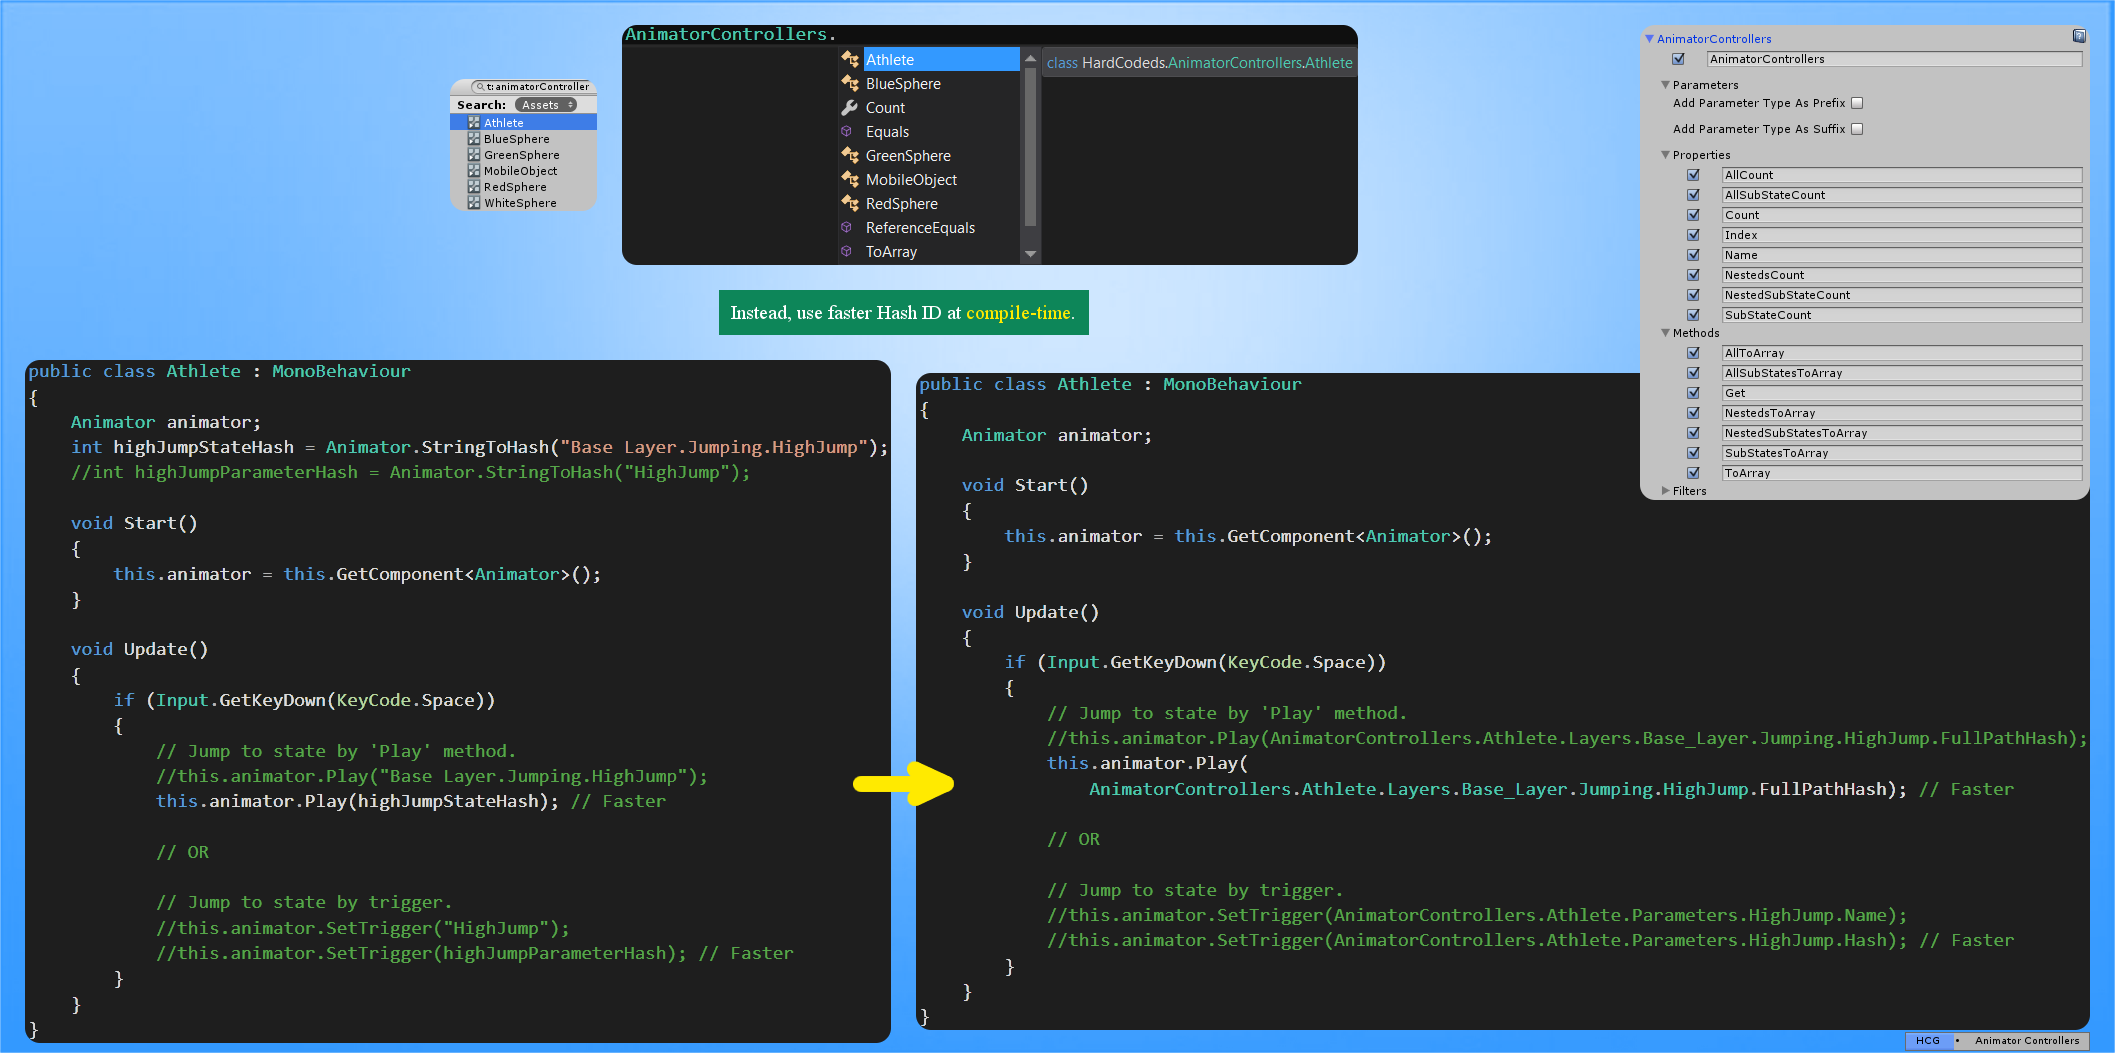 t:animatorController
Search: Assets
Athlete
BlueSphere
GreenSphere
MobileObject
RedSphere
WhiteSphere
AnimatorControllers.
Athlete
BlueSphere
Count
Equals
GreenSphere
MobileObject
RedSphere
ReferenceEquals
ToArray
class HardCodeds.AnimatorControllers.Athlete
AnimatorControllers
AnimatorControllers
Parameters
Add Parameter Type As Prefix
Add Parameter Type As Suffix
Properties
AllCount
AllSubStateCount
Count
Index
Name
NestedsCount
NestedSubStateCount
SubStateCount
Methods
AllToArray
AllSubStatesToArray
Get
NestedsToArray
NestedSubStatesToArray
SubStatesToArray
ToArray
Filters
Instead, use faster Hash ID at compile-time.
public class Athlete : MonoBehaviour
{
    Animator animator;
    int highJumpStateHash = Animator.StringToHash("Base Layer.Jumping.HighJump");
    //int highJumpParameterHash = Animator.StringToHash("HighJump");

    void Start()
    {
        this.animator = this.GetComponent<Animator>();
    }

    void Update()
    {
        if (Input.GetKeyDown(KeyCode.Space))
        {
            // Jump to state by 'Play' method.
            //this.animator.Play("Base Layer.Jumping.HighJump");
            this.animator.Play(highJumpStateHash); // Faster

            // OR

            // Jump to state by trigger.
            //this.animator.SetTrigger("HighJump");
            //this.animator.SetTrigger(highJumpParameterHash); // Faster
        }
    }
}
public class Athlete : MonoBehaviour
{
    Animator animator;

    void Start()
    {
        this.animator = this.GetComponent<Animator>();
    }

    void Update()
    {
        if (Input.GetKeyDown(KeyCode.Space))
        {
            // Jump to state by 'Play' method.
            //this.animator.Play(AnimatorControllers.Athlete.Layers.Base_Layer.Jumping.HighJump.FullPathHash);
            this.animator.Play(
                AnimatorControllers.Athlete.Layers.Base_Layer.Jumping.HighJump.FullPathHash); // Faster

            // OR

            // Jump to state by trigger.
            //this.animator.SetTrigger(AnimatorControllers.Athlete.Parameters.HighJump.Name);
            //this.animator.SetTrigger(AnimatorControllers.Athlete.Parameters.HighJump.Hash); // Faster
        }
    }
}
HCG • Animator Controllers